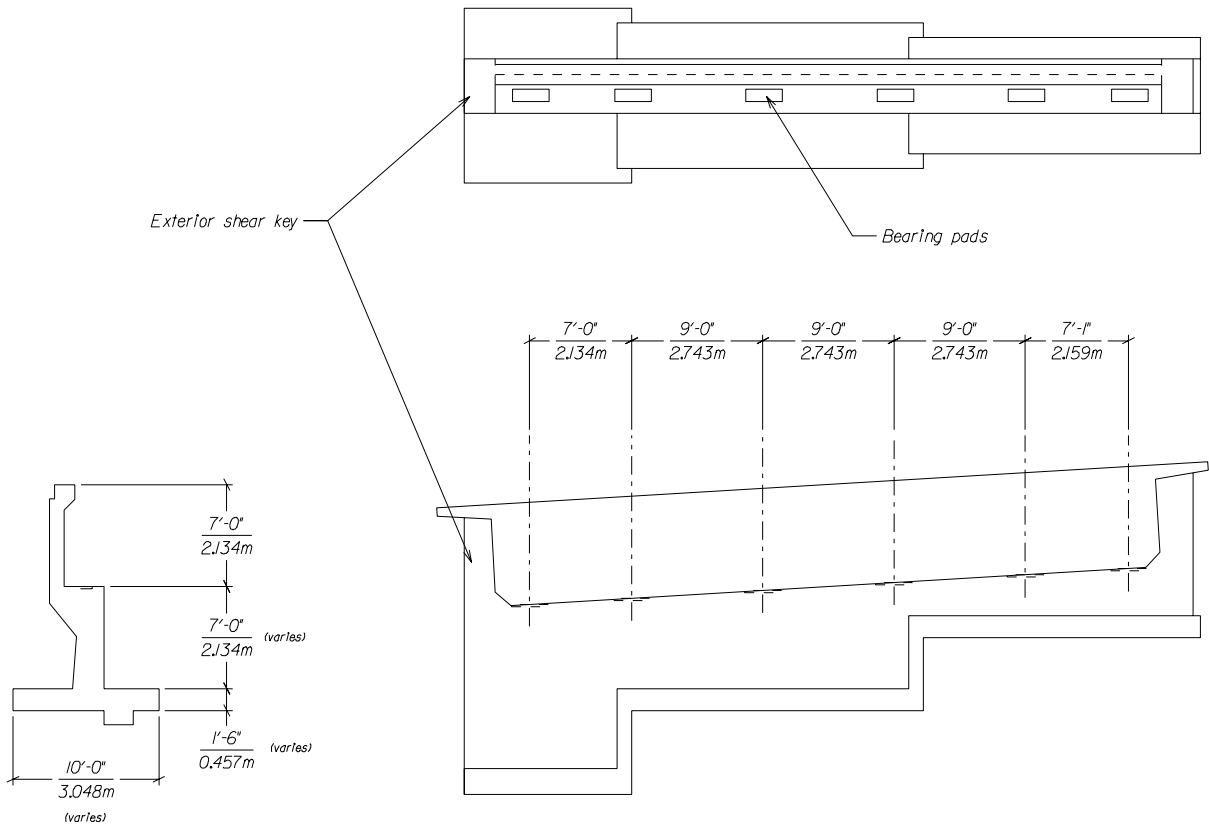 Exterior shear key
Bearing pads
7'-0" 9'-0" 9'-0" 9'-0" 7'-1"
2.134m 2.743m 2.743m 2.743m 2.159m
7'-0"
2.134m
7'-0" (varies)
2.134m
1'-6" (varies)
0.457m
10'-0"
3.048m
(varies)